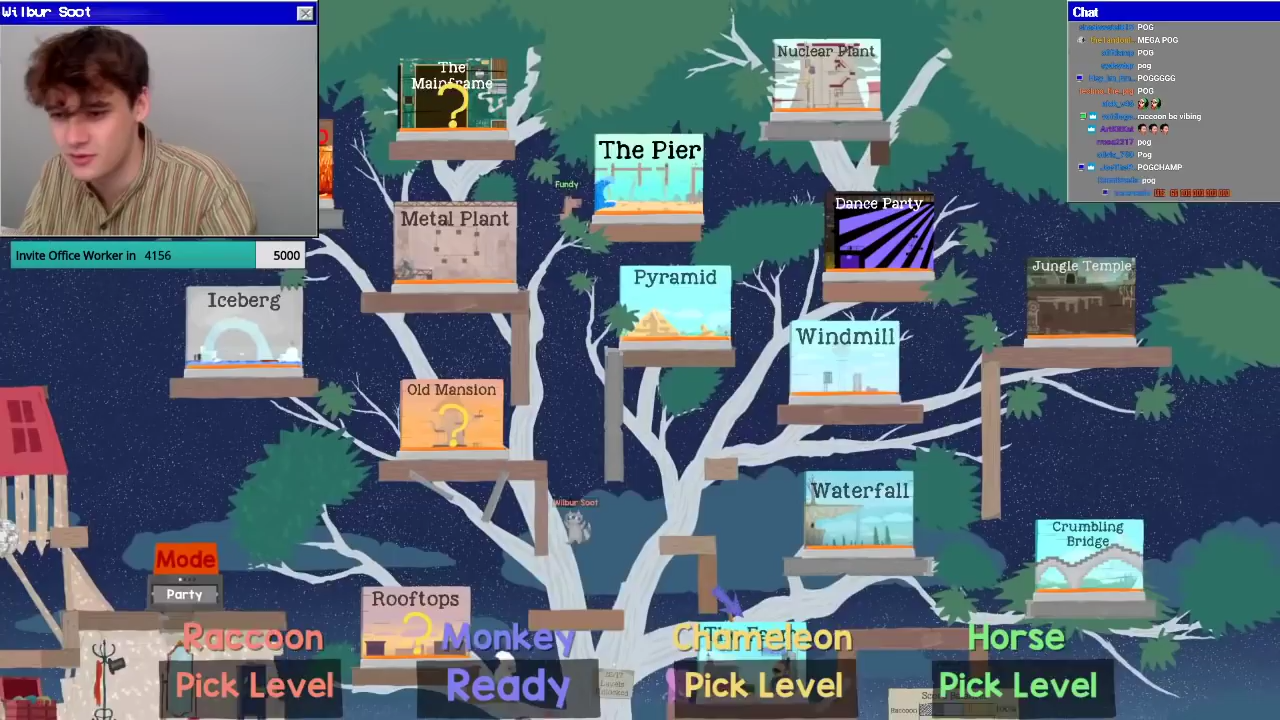 Wilbur Soot
Chat
POG
MEGA POG
POG
pog
POGGGGG
POG
raccoon be vibing
pog
Pog
POGCHAMP
pog
Invite Office Worker in 4156
5000
The
Mainframe
?
Nuclear Plant
The Pier
Fundy
Metal Plant
Dance Party
Iceberg
Pyramid
Jungle Temple
Windmill
Old Mansion
?
Waterfall
Wilbur Soot
Crumbling
Bridge
Mode
Party
Rooftops
?
Raccoon
Pick Level
Monkey
Ready
Chameleon
Pick Level
Horse
Pick Level
Raccoon
100%